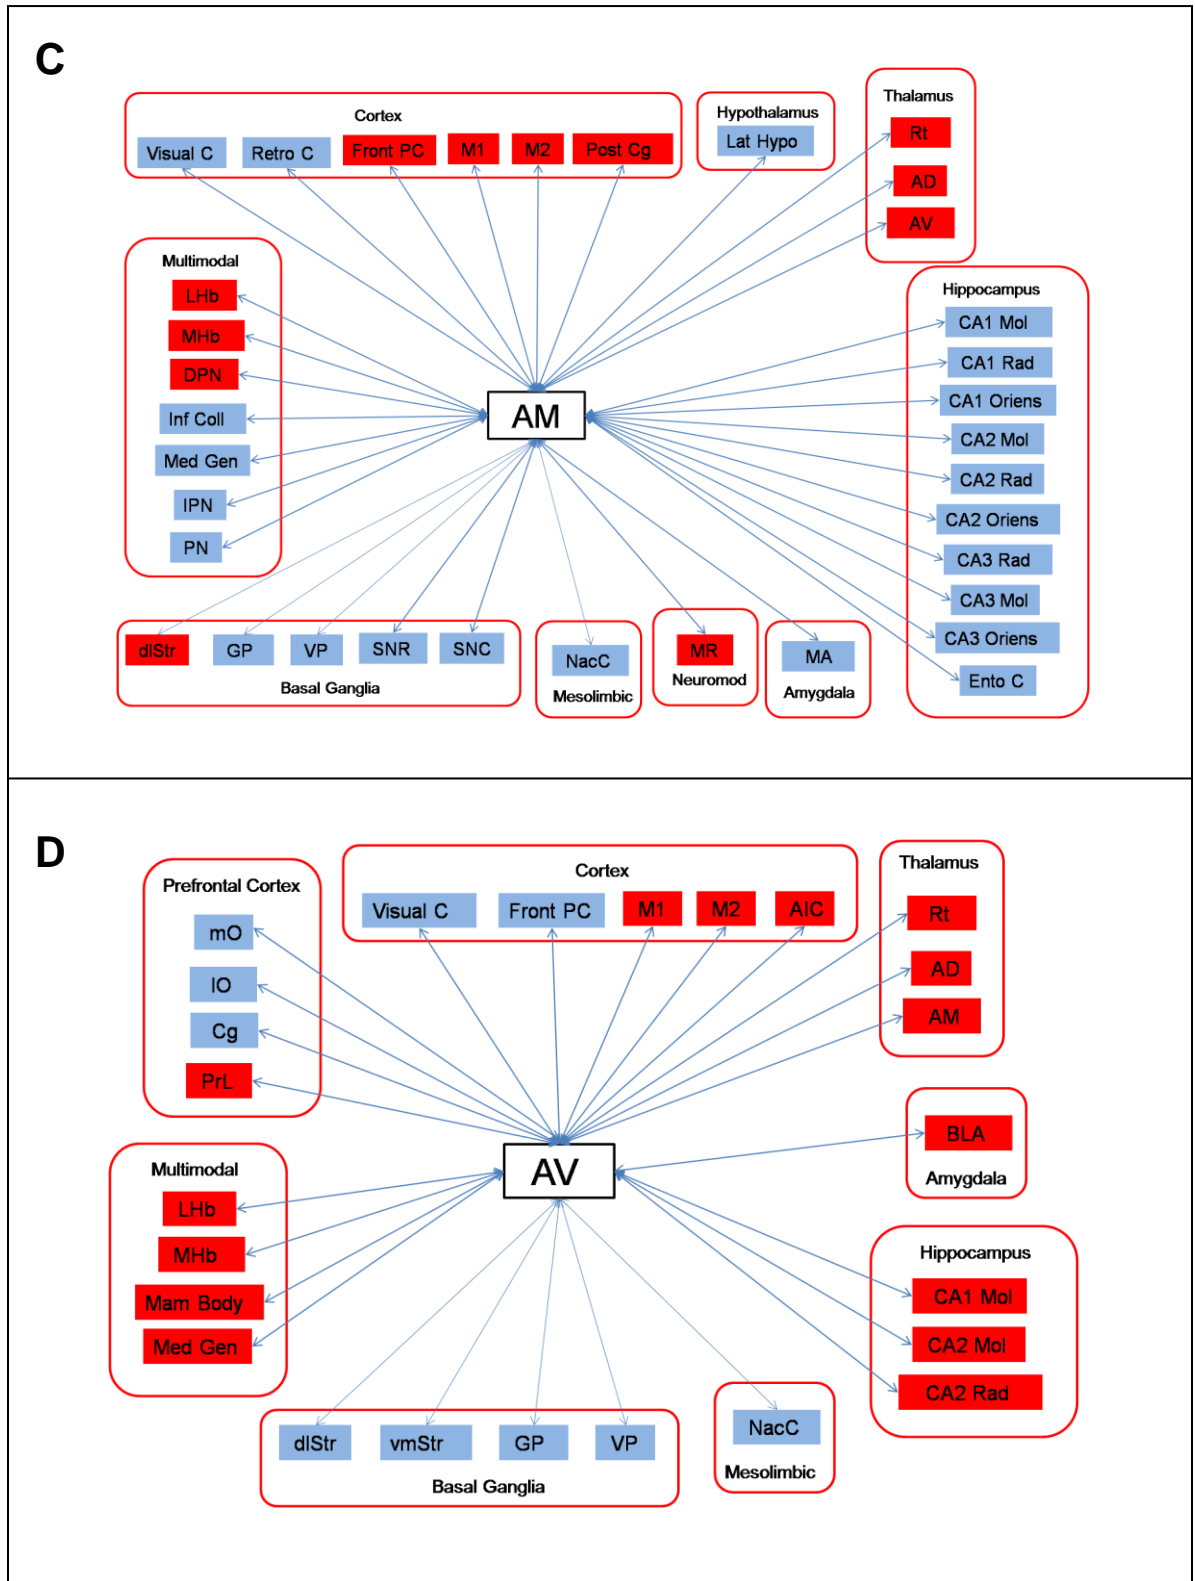 C
Cortex
Visual C
Retro C
Front PC
M1
M2
Post Cg
Hypothalamus
Lat Hypo
Thalamus
Rt
AD
AV
Multimodal
LHb
MHb
DPN
Inf Coll
Med Gen
IPN
PN
AM
Hippocampus
CA1 Mol
CA1 Rad
CA1 Oriens
CA2 Mol
CA2 Rad
CA2 Oriens
CA3 Rad
CA3 Mol
CA3 Oriens
Ento C
dlStr
GP
VP
SNR
SNC
Basal Ganglia
NacC
Mesolimbic
MR
Neuromod
MA
Amygdala
D
Prefrontal Cortex
mO
lO
Cg
PrL
Cortex
Visual C
Front PC
M1
M2
AIC
Thalamus
Rt
AD
AM
BLA
Amygdala
AV
Multimodal
LHb
MHb
Mam Body
Med Gen
Hippocampus
CA1 Mol
CA2 Mol
CA2 Rad
dlStr
vmStr
GP
VP
Basal Ganglia
NacC
Mesolimbic